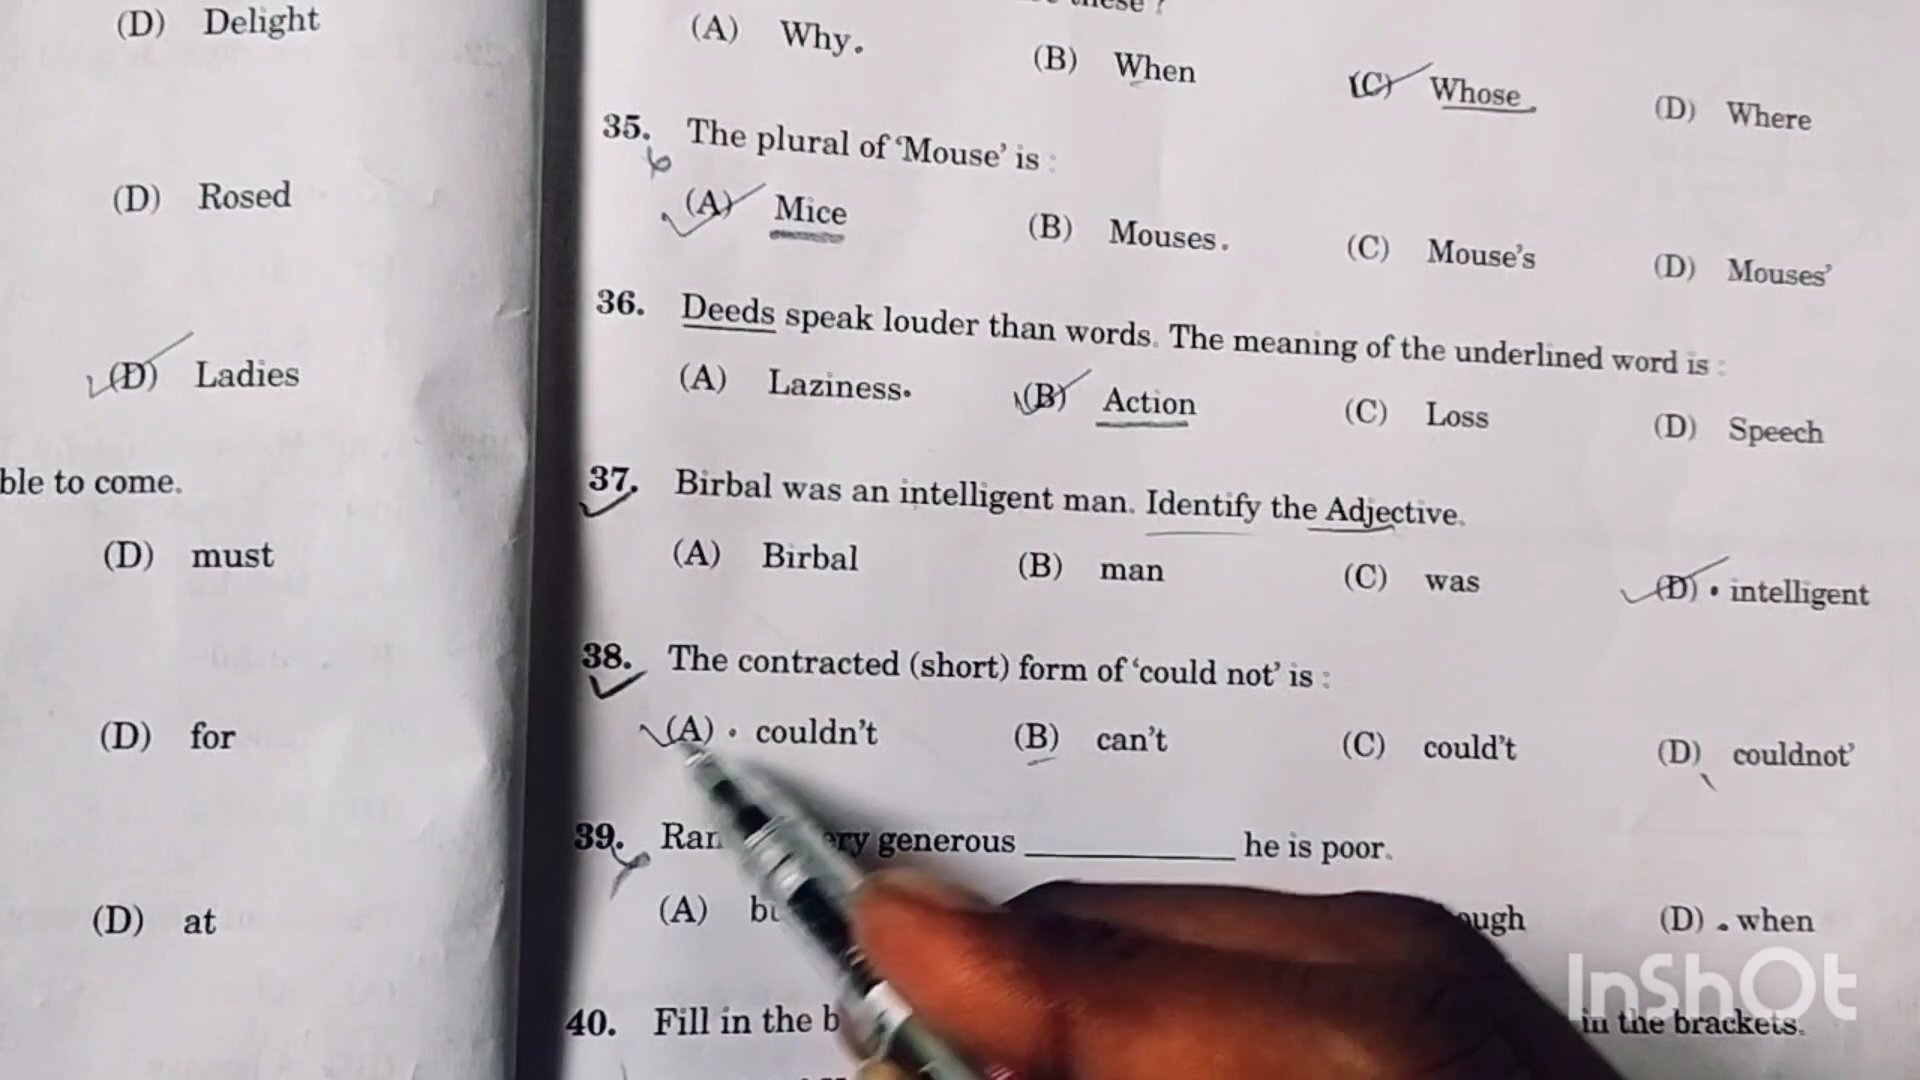 (D) Delight
(D) Rosed
(D) Ladies
ble to come.
(D) must
(D) for
(D) at
these ?
(A) Why. (B) When (C) Whose (D) Where
35. The plural of ‘Mouse’ is :
(A) Mice (B) Mouses. (C) Mouse’s (D) Mouses’
36. Deeds speak louder than words. The meaning of the underlined word is :
(A) Laziness. (B) Action (C) Loss (D) Speech
37. Birbal was an intelligent man. Identify the Adjective.
(A) Birbal (B) man (C) was (D) intelligent
38. The contracted (short) form of ‘could not’ is :
(A) couldn’t (B) can’t (C) could’t (D) couldnot’
39. generous __________ he is poor.
(A) (D) when
40. Fill in the in the brackets.
InShOt